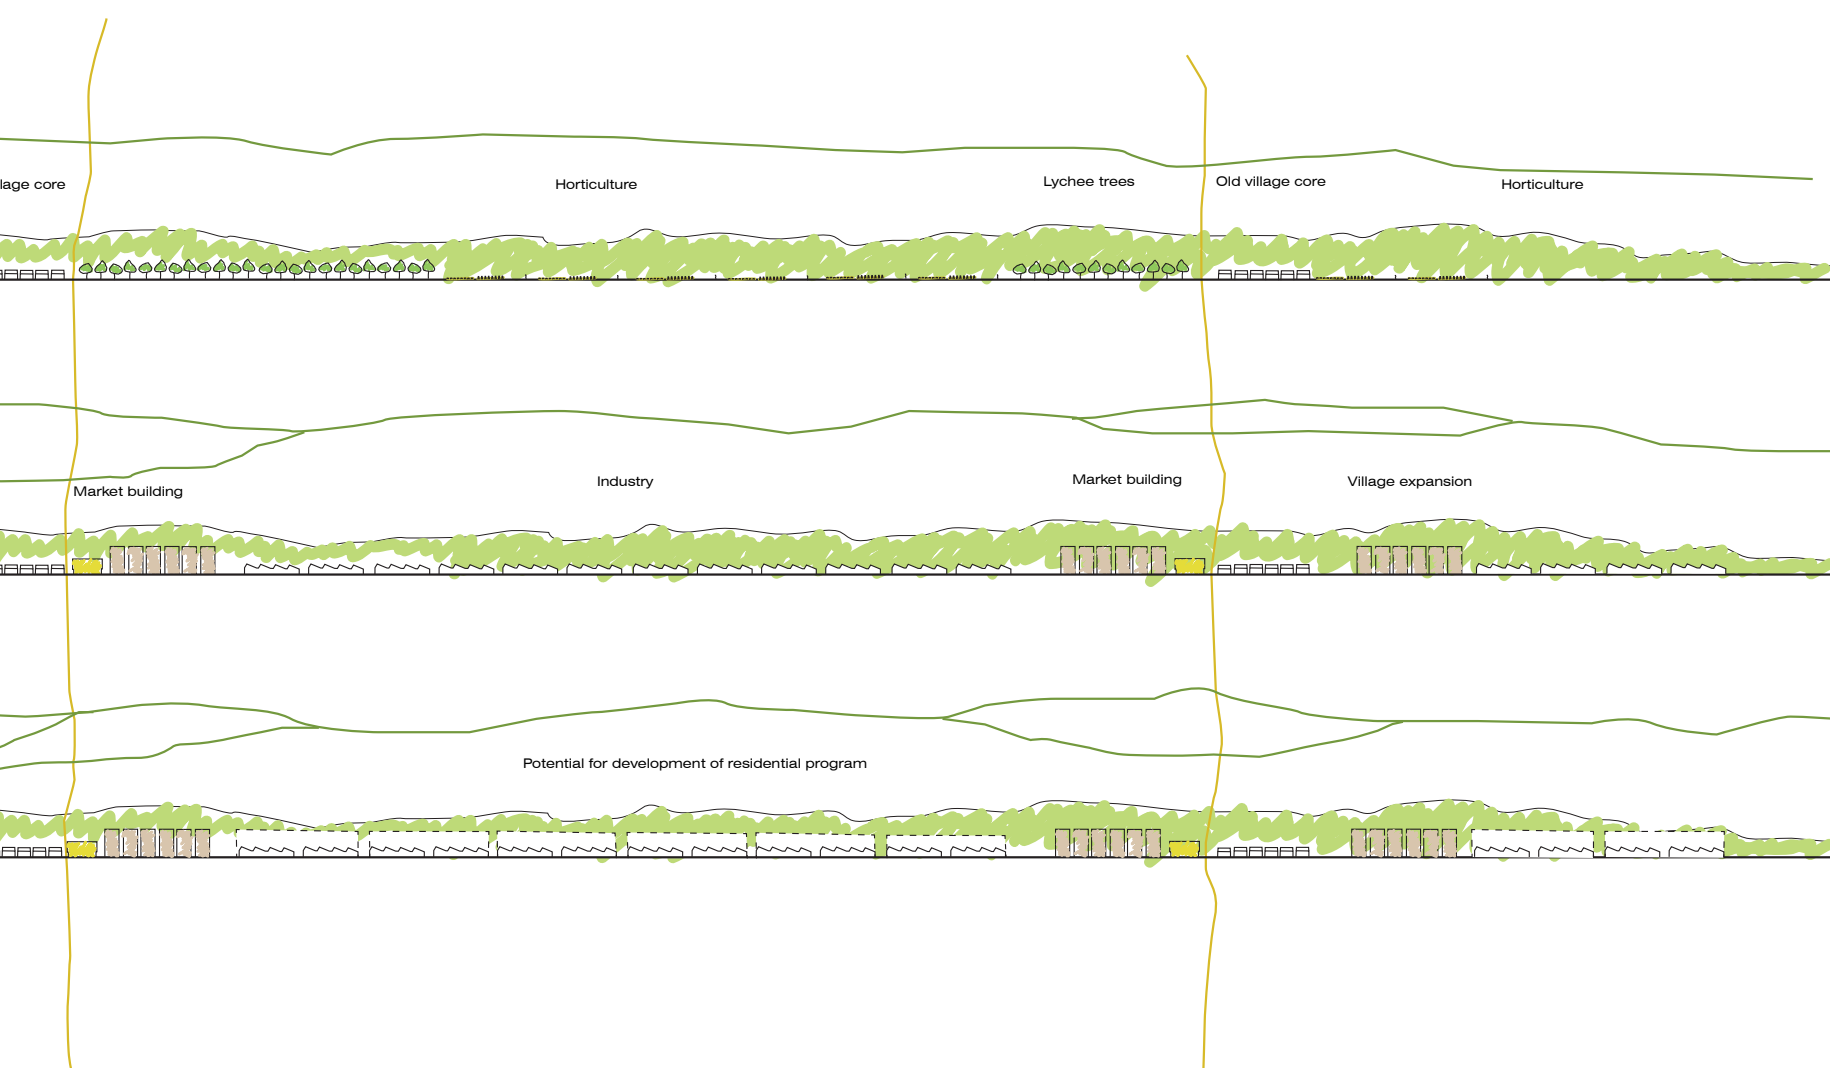 lage core
Horticulture
Lychee trees
Old village core
Horticulture
Market building
Industry
Market building
Village expansion
Potential for development of residential program